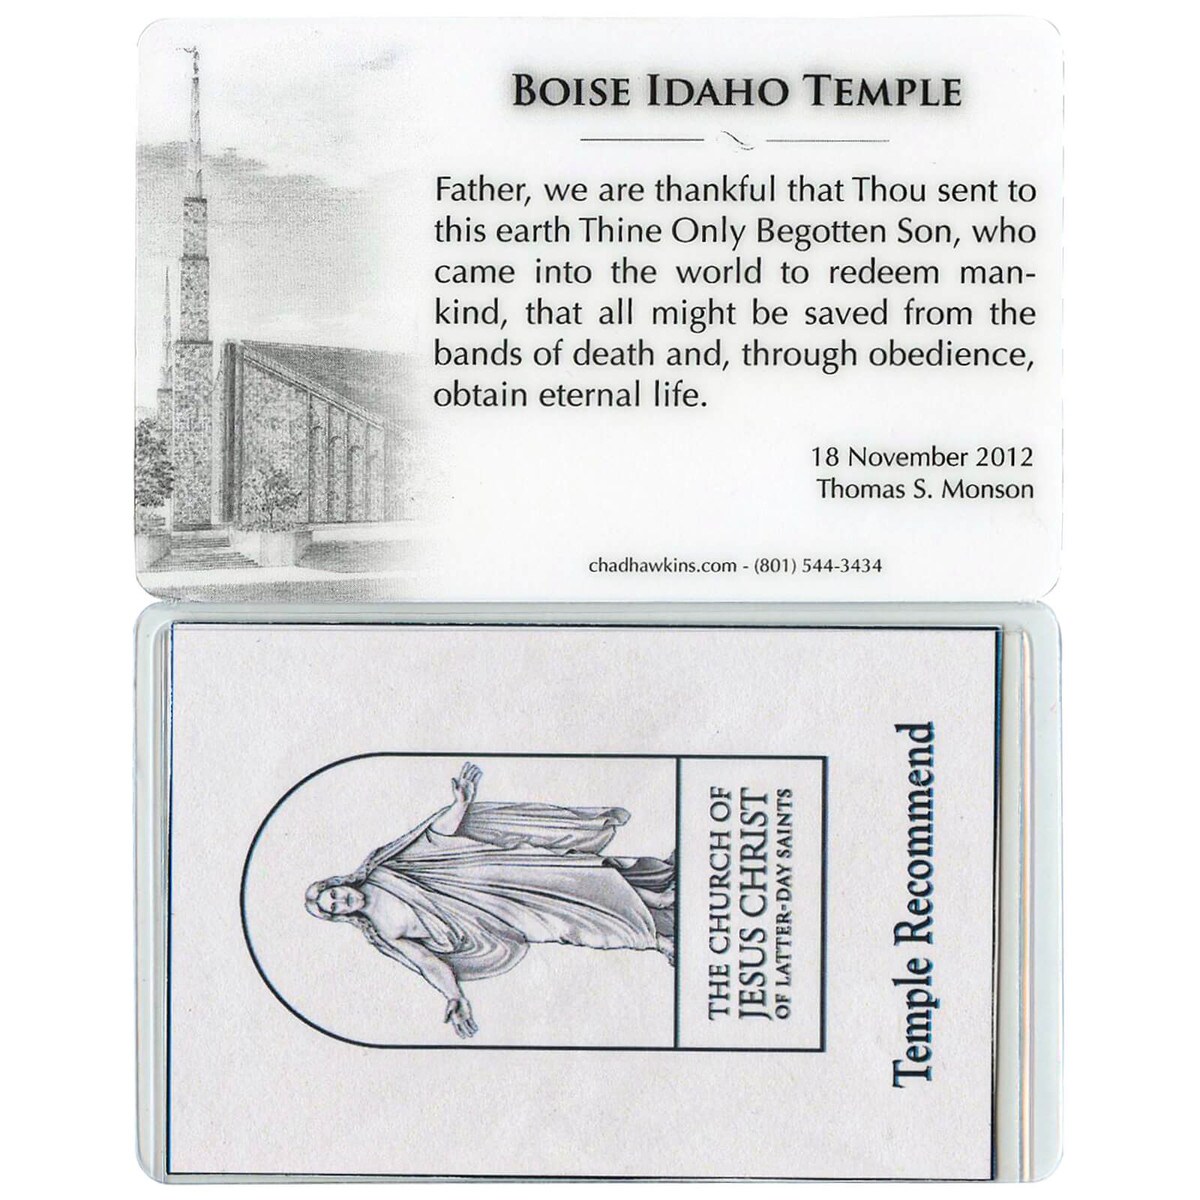 BOISE IDAHO TEMPLE
Father, we are thankful that Thou sent to
this earth Thine Only Begotten Son, who
came into the world to redeem man-
kind, that all might be saved from the
bands of death and, through obedience,
obtain eternal life.
18 November 2012
Thomas S. Monson
chadhawkins.com - (801) 544-3434
THE CHURCH OF
JESUS CHRIST
OF LATTER-DAY SAINTS
Temple Recommend